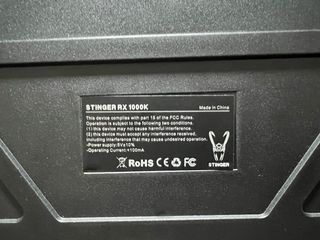 STINGER RX 1000K
Made in China
This device complies with part 15 of the FCC Rules.
Operation is subject to the following two conditions.
(1) this device may not cause harmful interference.
(2) this device must accept any interference received.
Including interference that may cause undesired operation.
•Power supply:5V±10%
•Operating Current:<100mA
RoHS CE FC
STINGER